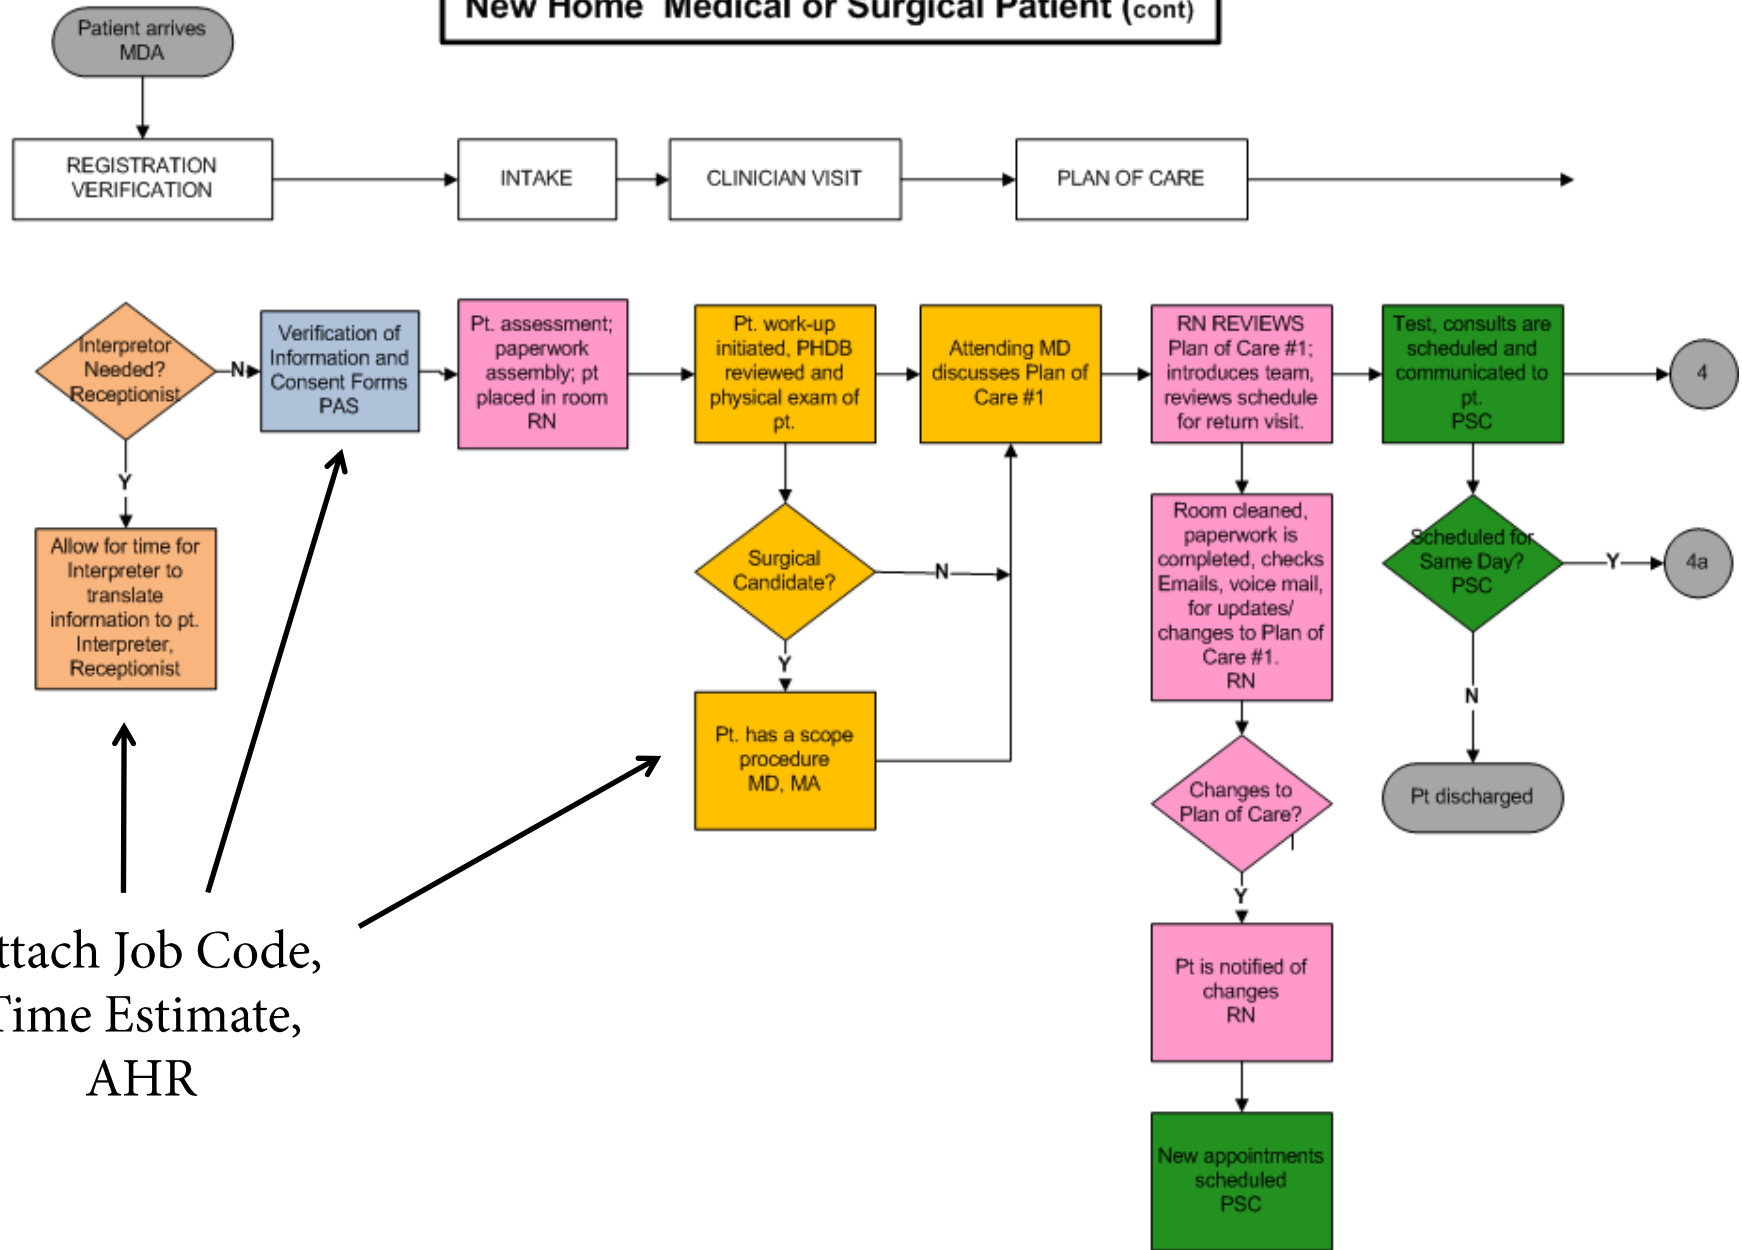 New Home Medical or Surgical Patient (cont)
Patient arrives
MDA
REGISTRATION
VERIFICATION
INTAKE
CLINICIAN VISIT
PLAN OF CARE
Interpretor
Needed?
Receptionist
N
Y
Allow for time for
Interpreter to
translate
information to pt.
Interpreter,
Receptionist
Verification of
Information and
Consent Forms
PAS
Pt. assessment;
paperwork
assembly; pt
placed in room
RN
Pt. work-up
initiated, PHDB
reviewed and
physical exam of
pt.
Surgical
Candidate?
N
Y
Pt. has a scope
procedure
MD, MA
Attending MD
discusses Plan of
Care #1
RN REVIEWS
Plan of Care #1;
introduces team,
reviews schedule
for return visit.
Room cleaned,
paperwork is
completed, checks
Emails, voice mail,
for updates/
changes to Plan of
Care #1.
RN
Changes to
Plan of Care?
Y
Pt is notified of
changes
RN
New appointments
scheduled
PSC
Test, consults are
scheduled and
communicated to
pt.
PSC
4
Scheduled for
Same Day?
PSC
Y
4a
N
Pt discharged
ttach Job Code,
Time Estimate,
AHR